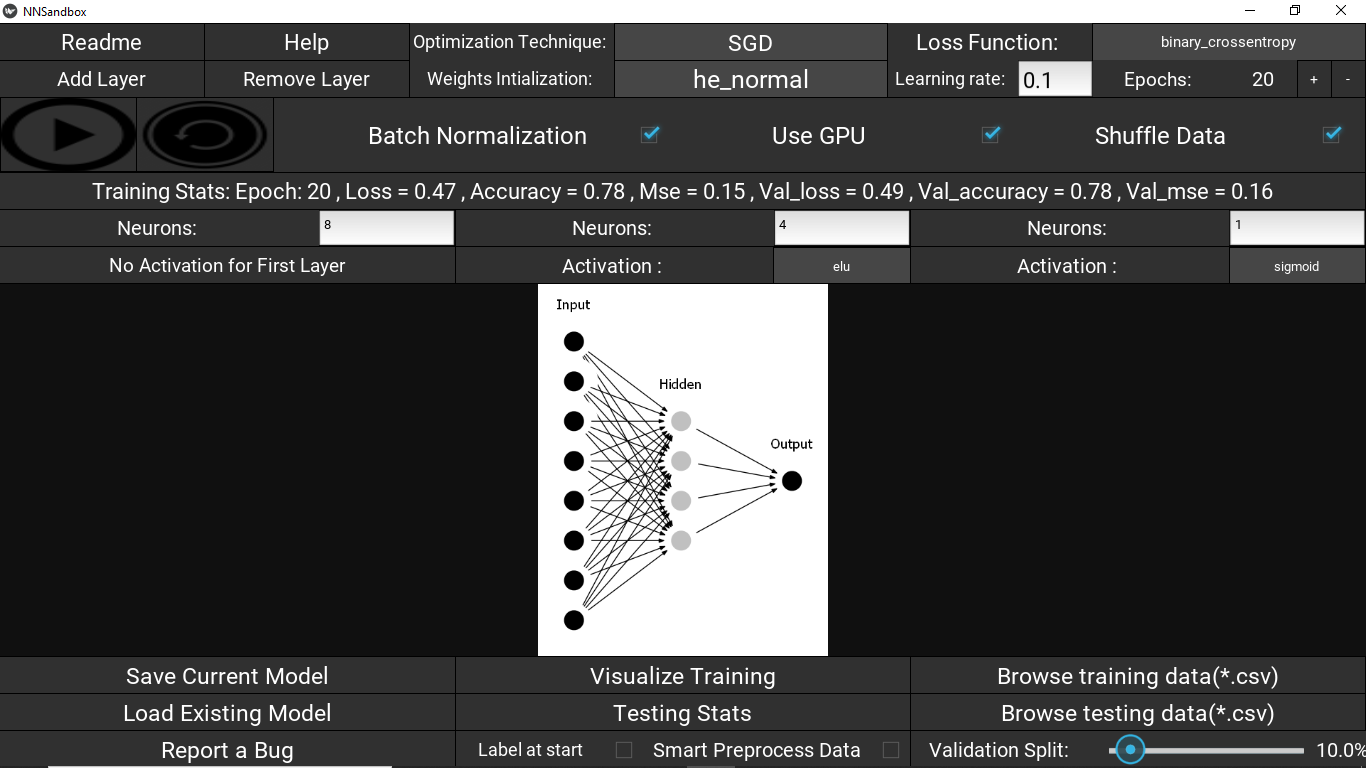 NNSandbox
Readme Help Optimization Technique: SGD Loss Function: binary_crossentropy
Add Layer Remove Layer Weights Intialization: he_normal Learning rate: 0.1 Epochs: 20 + -
Batch Normalization Use GPU Shuffle Data
Training Stats: Epoch: 20 , Loss = 0.47 , Accuracy = 0.78 , Mse = 0.15 , Val_loss = 0.49 , Val_accuracy = 0.78 , Val_mse = 0.16
Neurons: 8 Neurons: 4 Neurons: 1
No Activation for First Layer Activation : elu Activation : sigmoid
Input
Hidden
Output
Save Current Model Visualize Training Browse training data(*.csv)
Load Existing Model Testing Stats Browse testing data(*.csv)
Report a Bug Label at start Smart Preprocess Data Validation Split: 10.0%